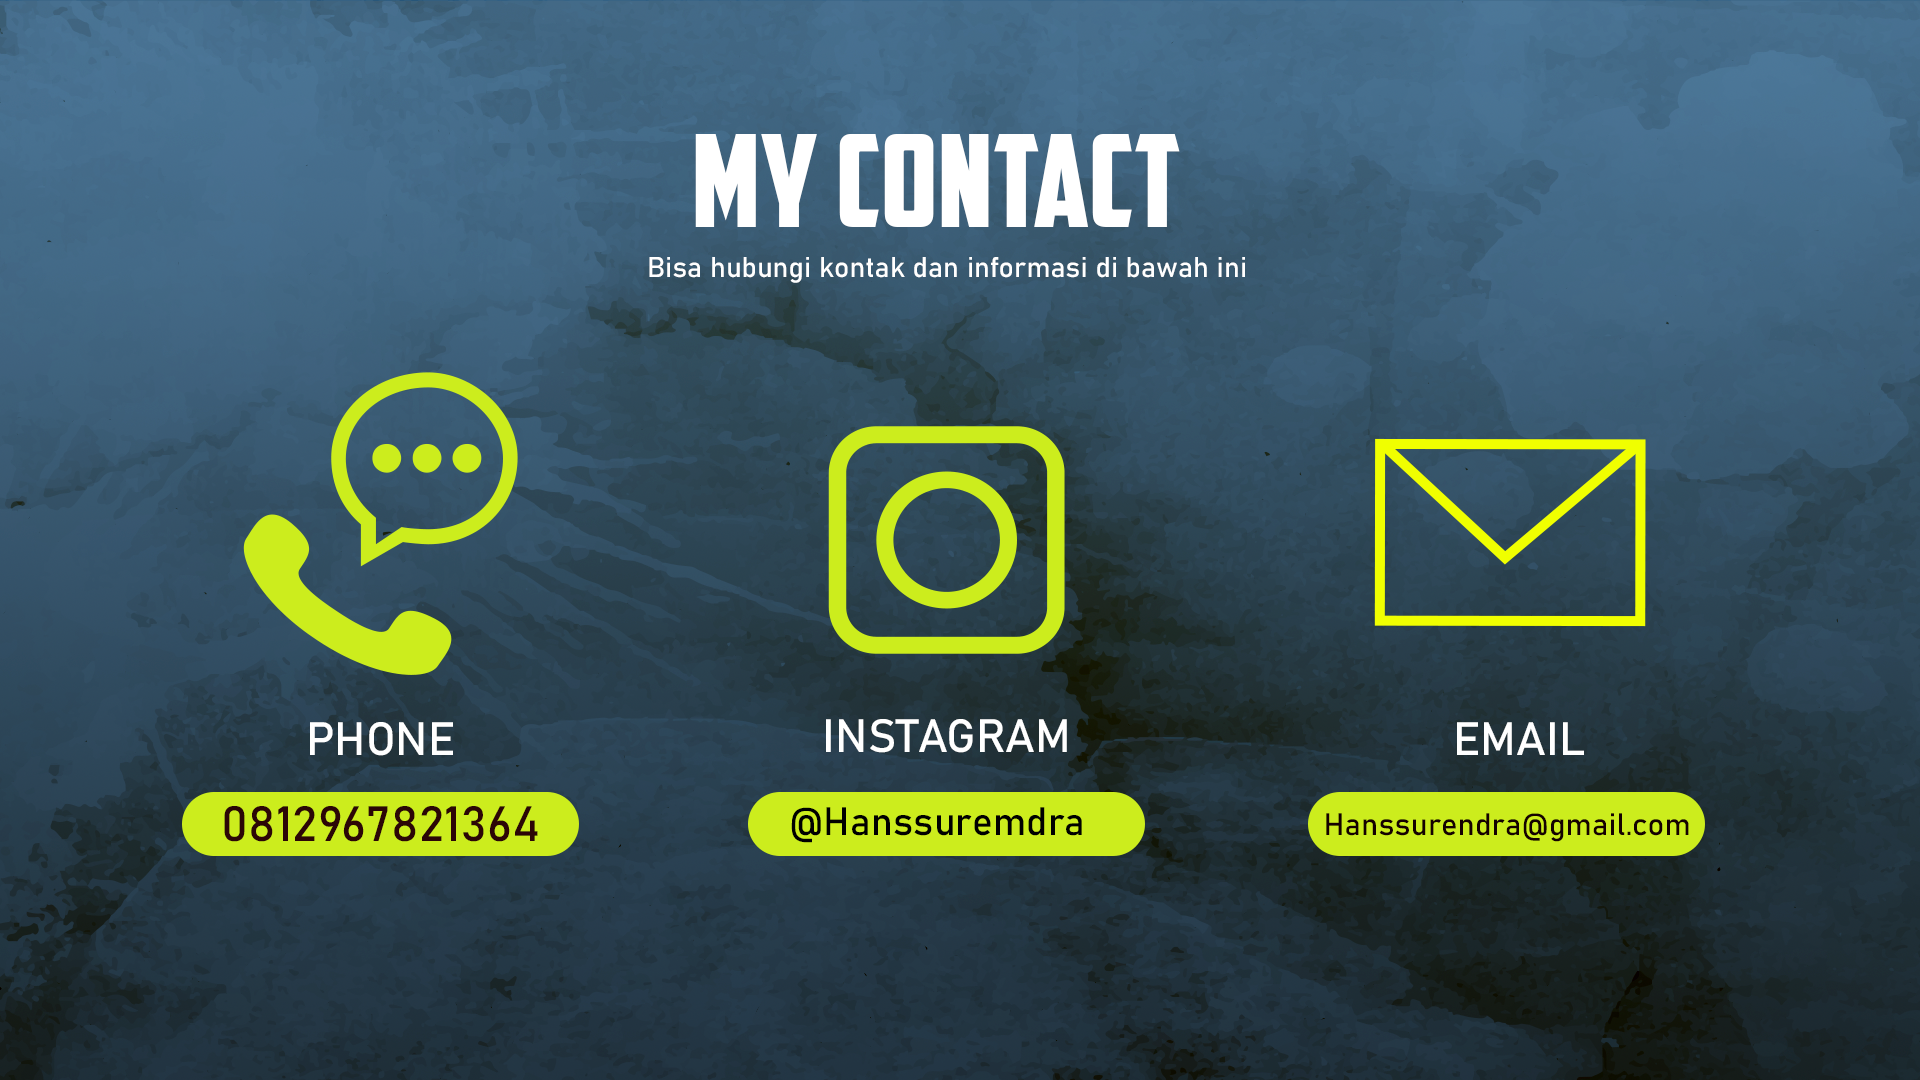 MY CONTACT
Bisa hubungi kontak dan informasi di bawah ini
PHONE
INSTAGRAM
EMAIL
0812967821364
@Hanssuremdra
Hanssurendra@gmail.com